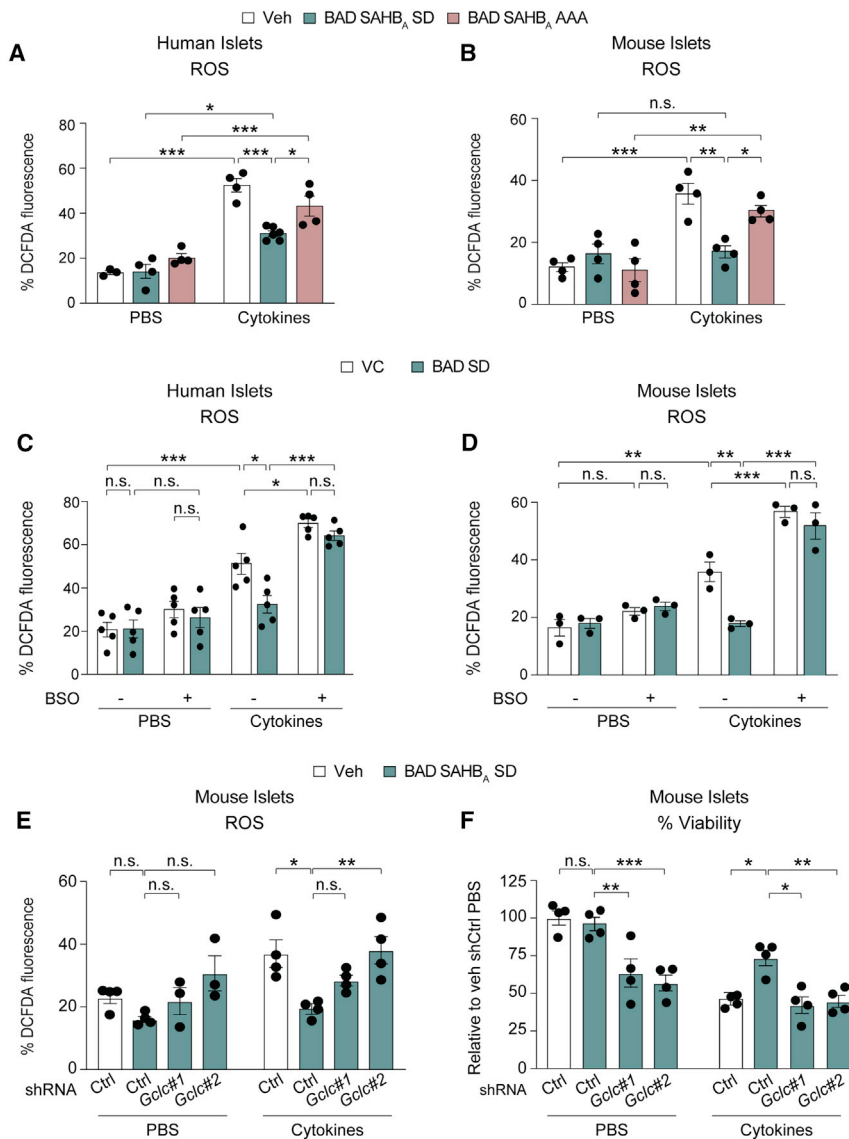 Veh BAD SAHB_A SD BAD SAHB_A AAA
A
Human Islets
ROS
B
Mouse Islets
ROS
*
***
*** *** *
80
60
40
20
0
% DCFDA fluorescence
PBS Cytokines
n.s.
**
*** ** *
60
40
20
0
% DCFDA fluorescence
PBS Cytokines
VC BAD SD
C
Human Islets
ROS
D
Mouse Islets
ROS
*** * ***
n.s. n.s. * n.s.
n.s.
100
80
60
40
20
0
% DCFDA fluorescence
BSO - + - +
PBS Cytokines
** ** ***
n.s. n.s. *** n.s.
60
40
20
0
% DCFDA fluorescence
- + - +
PBS Cytokines
Veh BAD SAHB_A SD
E
Mouse Islets
ROS
F
Mouse Islets
% Viability
n.s. n.s. * **
n.s. n.s.
60
40
20
0
% DCFDA fluorescence
shRNA Ctrl Ctrl Gclc#1 Gclc#2 Ctrl Ctrl Gclc#1 Gclc#2
PBS Cytokines
n.s. *** * **
** *
125
100
75
50
25
0
Relative to veh shCtrl PBS
shRNA Ctrl Ctrl Gclc#1 Gclc#2 Ctrl Ctrl Gclc#1 Gclc#2
PBS Cytokines